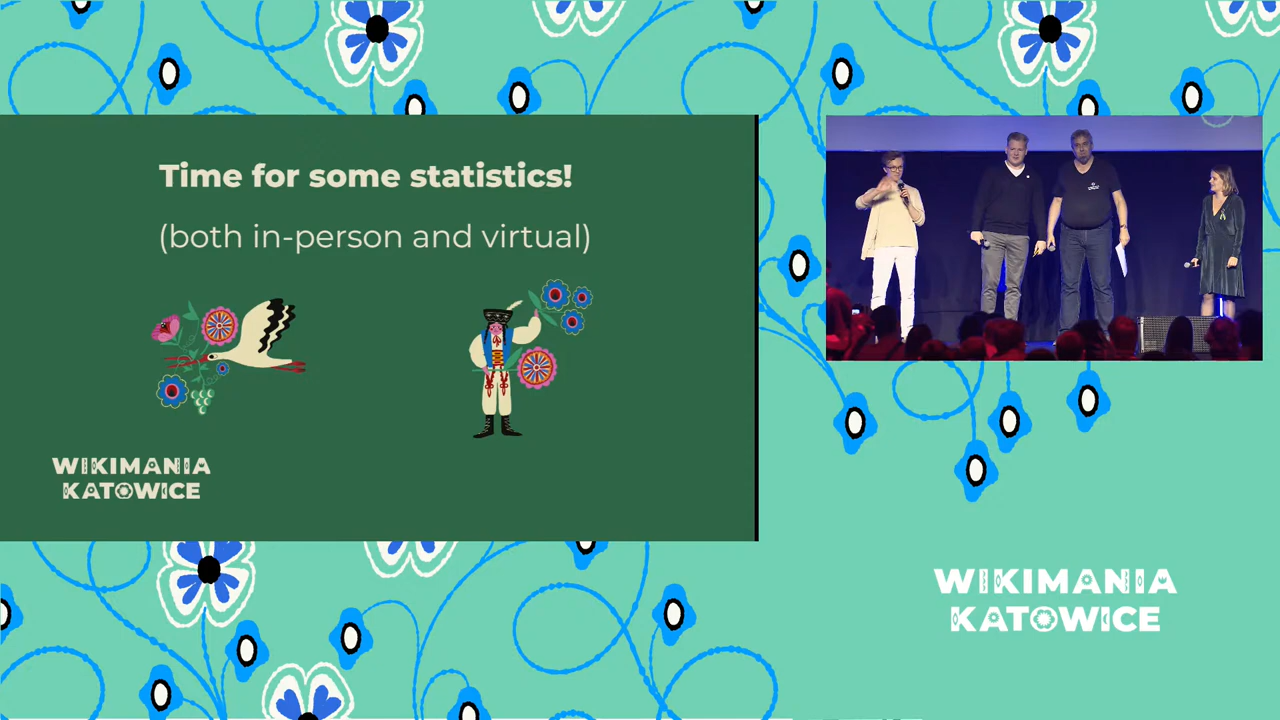 Time for some statistics!
(both in-person and virtual)
WIKIMANIA
KATOWICE
WIKIMANIA
KATOWICE